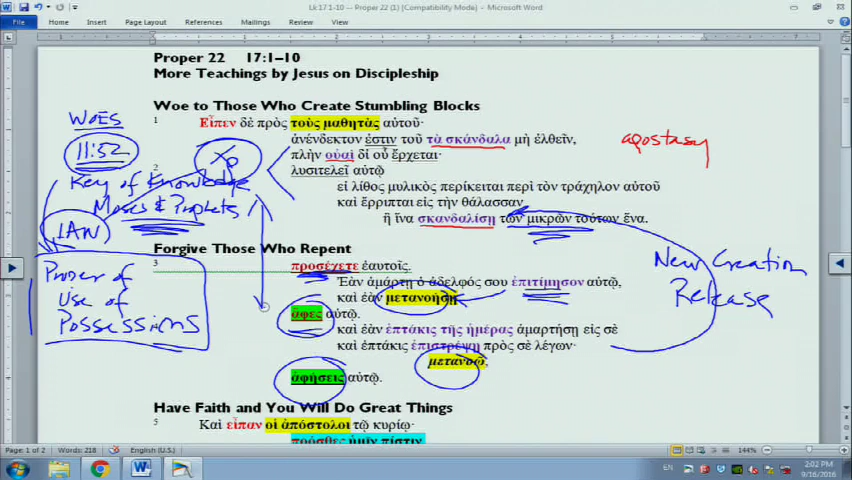 Lk 17 1-10 - Proper 22 (1) [Compatibility Mode] - Microsoft Word
File Home Insert Page Layout References Mailings Review View
Proper 22 17:1–10
More Teachings by Jesus on Discipleship
Woe to Those Who Create Stumbling Blocks
1 Εἶπεν δὲ πρὸς τοὺς μαθητὰς αὐτοῦ·
ἀνένδεκτόν ἐστιν τοῦ τὰ σκάνδαλα μὴ ἐλθεῖν,
πλὴν οὐαὶ δι’ οὗ ἔρχεται·
2 λυσιτελεῖ αὐτῷ
εἰ λίθος μυλικὸς περίκειται περὶ τὸν τράχηλον αὐτοῦ
καὶ ἔρριπται εἰς τὴν θάλασσαν
ἢ ἵνα σκανδαλίσῃ τῶν μικρῶν τούτων ἕνα.
Forgive Those Who Repent
3 προσέχετε ἑαυτοῖς.
Ἐὰν ἁμάρτῃ ὁ ἀδελφός σου ἐπιτίμησον αὐτῷ,
καὶ ἐὰν μετανοήσῃ
ἄφες αὐτῷ.
καὶ ἐὰν ἑπτάκις τῆς ἡμέρας ἁμαρτήσῃ εἰς σὲ
καὶ ἑπτάκις ἐπιστρέψῃ πρὸς σὲ λέγων·
μετανοῶ,
ἀφήσεις αὐτῷ.
Have Faith and You Will Do Great Things
5 Καὶ εἶπαν οἱ ἀπόστολοι τῷ κυρίῳ·
πρόσθες ἡμῖν πίστιν
WOES
11:52
Key of Knowledge
Moses & Prophets
Proper
Use of
Possessions
apostasy
New Creation
Release
Page: 1 of 2 Words: 218 English (U.S.) 144%
EN 2:02 PM
9/16/2016